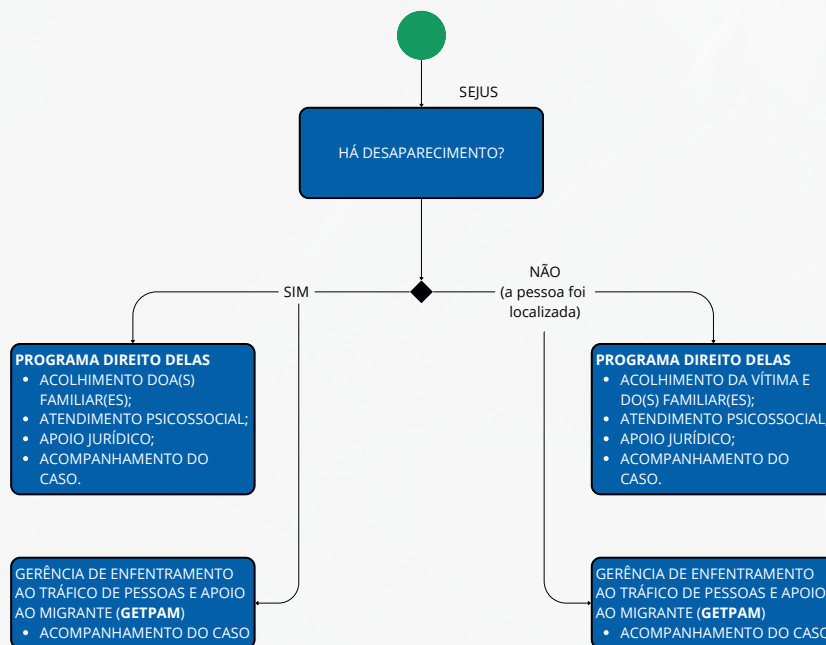 SEJUS
HÁ DESAPARECIMENTO?
SIM
NÃO
(a pessoa foi
localizada)
PROGRAMA DIREITO DELAS
• ACOLHIMENTO DOA(S)
FAMILIAR(ES);
• ATENDIMENTO PSICOSSOCIAL;
• APOIO JURÍDICO;
• ACOMPANHAMENTO DO
CASO.
PROGRAMA DIREITO DELAS
• ACOLHIMENTO DA VÍTIMA E
DO(S) FAMILIAR(ES);
• ATENDIMENTO PSICOSSOCIAL;
• APOIO JURÍDICO;
• ACOMPANHAMENTO DO
CASO.
GERÊNCIA DE ENFENTRAMENTO
AO TRÁFICO DE PESSOAS E APOIO
AO MIGRANTE (GETPAM)
• ACOMPANHAMENTO DO CASO
GERÊNCIA DE ENFENTRAMENTO
AO TRÁFICO DE PESSOAS E APOIO
AO MIGRANTE (GETPAM)
• ACOMPANHAMENTO DO CASO